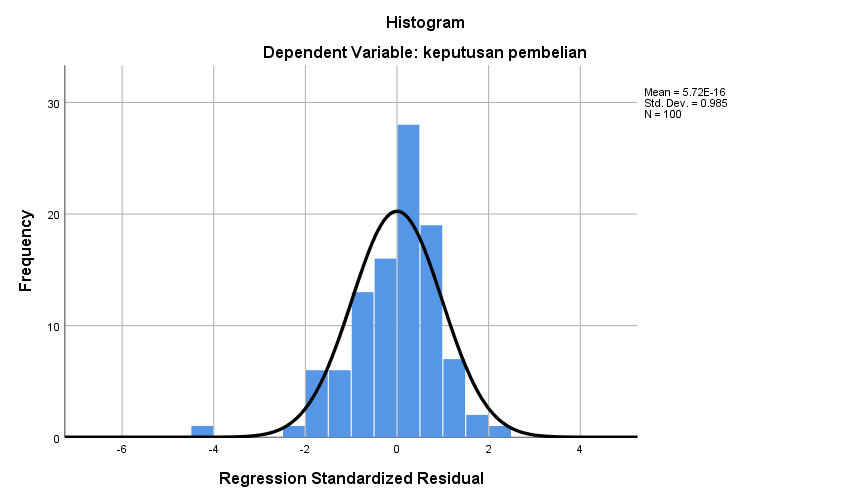 Histogram
Dependent Variable: keputusan pembelian
Mean = 5.72E-16
Std. Dev. = 0.985
N = 100
Frequency
30
20
10
0
-6 -4 -2 0 2 4
Regression Standardized Residual